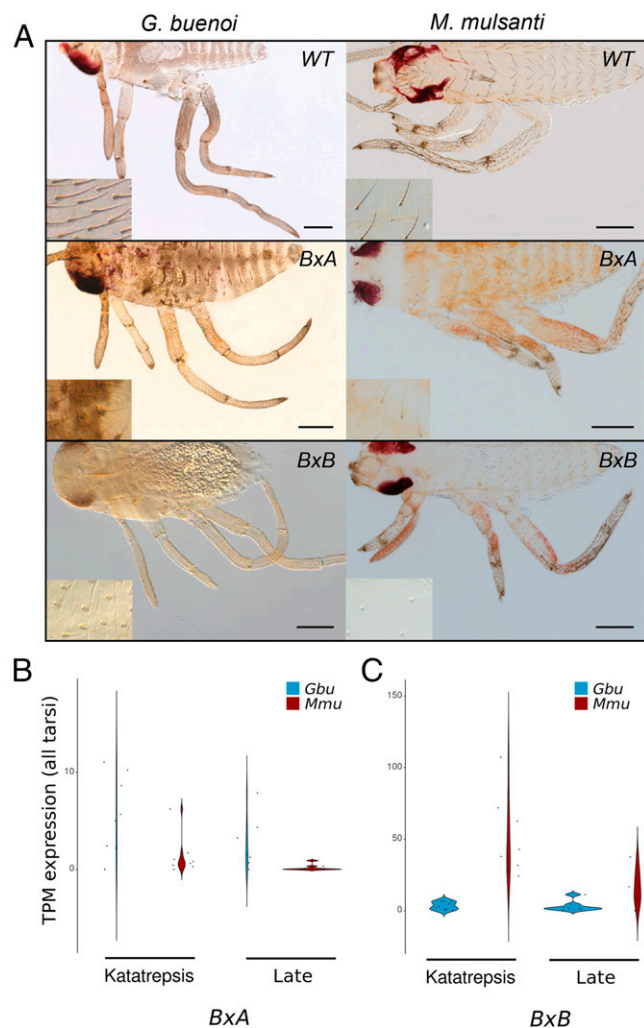 G. buenoi
M. mulsanti
A
WT
WT
BxA
BxA
BxB
BxB
B
C
Gbu
Mmu
Gbu
Mmu
TPM expression (all tarsi)
10
0
150
100
50
0
Katatrepsis
Late
Katatrepsis
Late
BxA
BxB